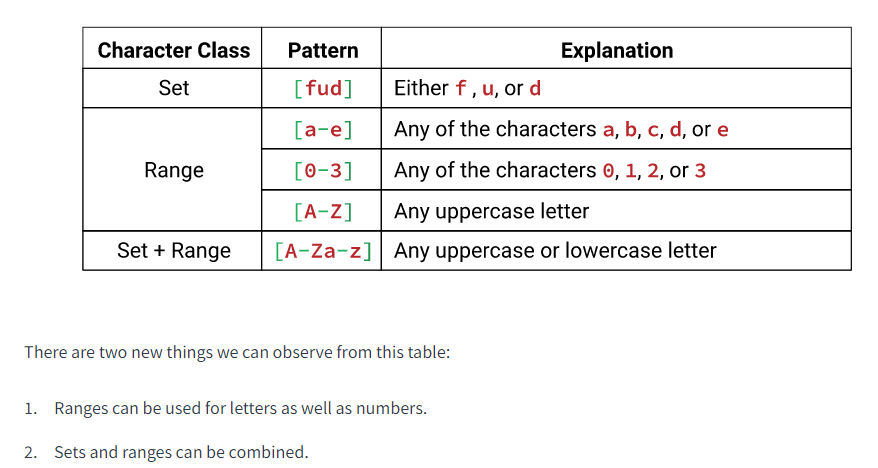 Character Class Pattern Explanation
Set [fud] Either f, u, or d
[a-e] Any of the characters a, b, c, d, or e
Range [0-3] Any of the characters 0, 1, 2, or 3
[A-Z] Any uppercase letter
Set + Range [A-Za-z] Any uppercase or lowercase letter
There are two new things we can observe from this table:
1. Ranges can be used for letters as well as numbers.
2. Sets and ranges can be combined.